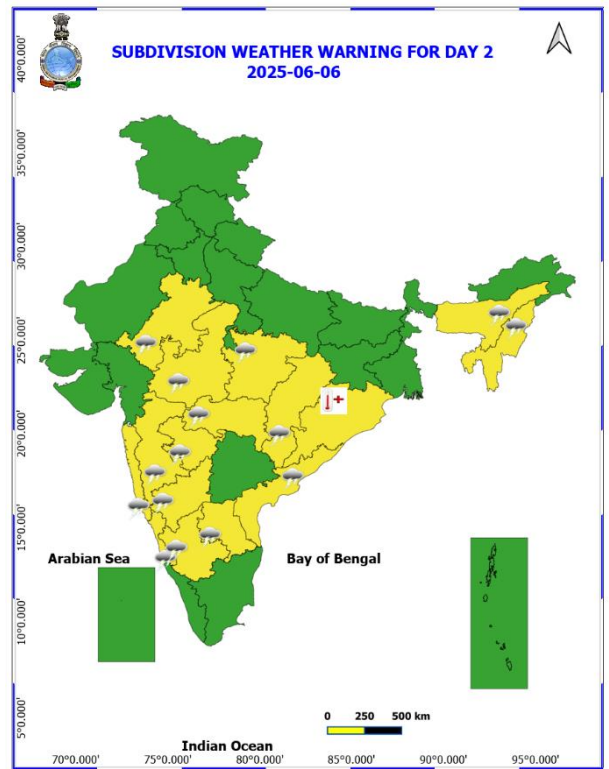 SUBDIVISION WEATHER WARNING FOR DAY 2
2025-06-06
40°0.000'
35°0.000'
30°0.000'
25°0.000'
20°0.000'
15°0.000'
10°0.000'
5°0.000'
Arabian Sea
Bay of Bengal
0 250 500 km
Indian Ocean
70°0.000' 75°0.000' 80°0.000' 85°0.000' 90°0.000' 95°0.000'